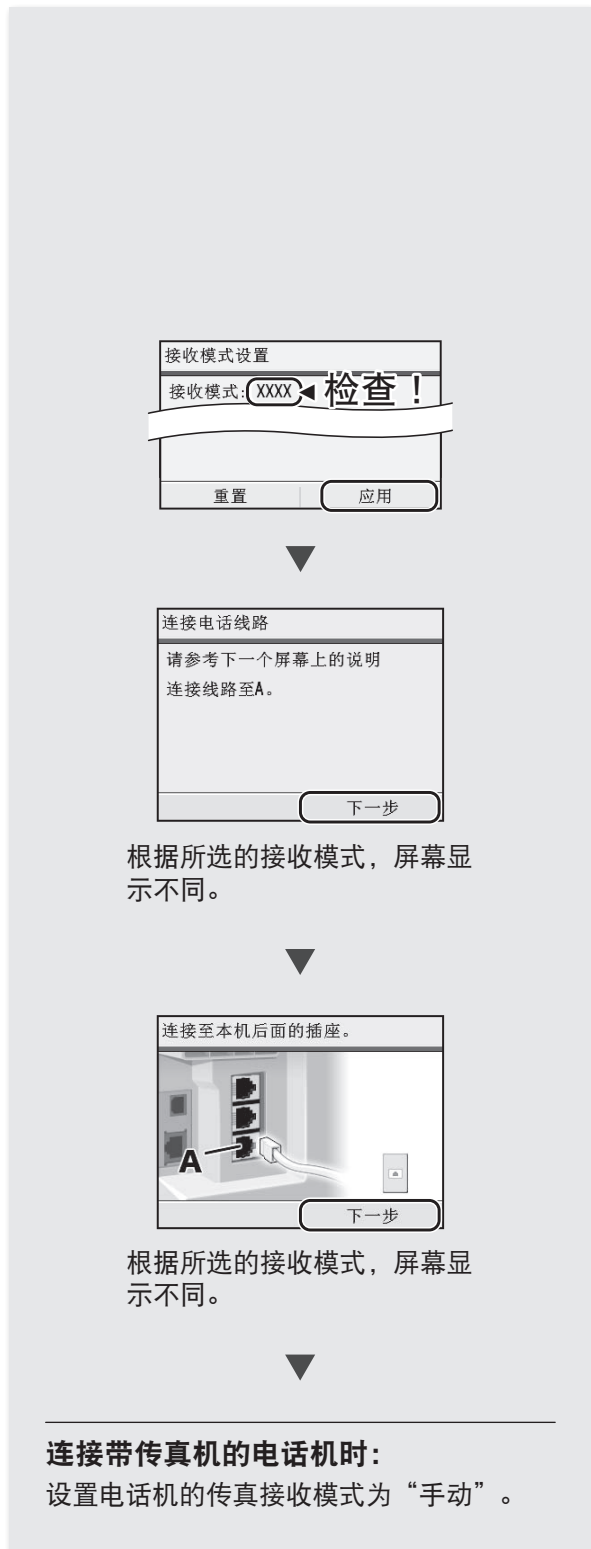 接收模式设置
接收模式: XXXX ◀ 检查！
重置 应用
连接电话线路
请参考下一个屏幕上的说明
连接线路至A。
下一步
根据所选的接收模式，屏幕显
示不同。
连接至本机后面的插座。
A
下一步
根据所选的接收模式，屏幕显
示不同。
连接带传真机的电话机时：
设置电话机的传真接收模式为“手动”。